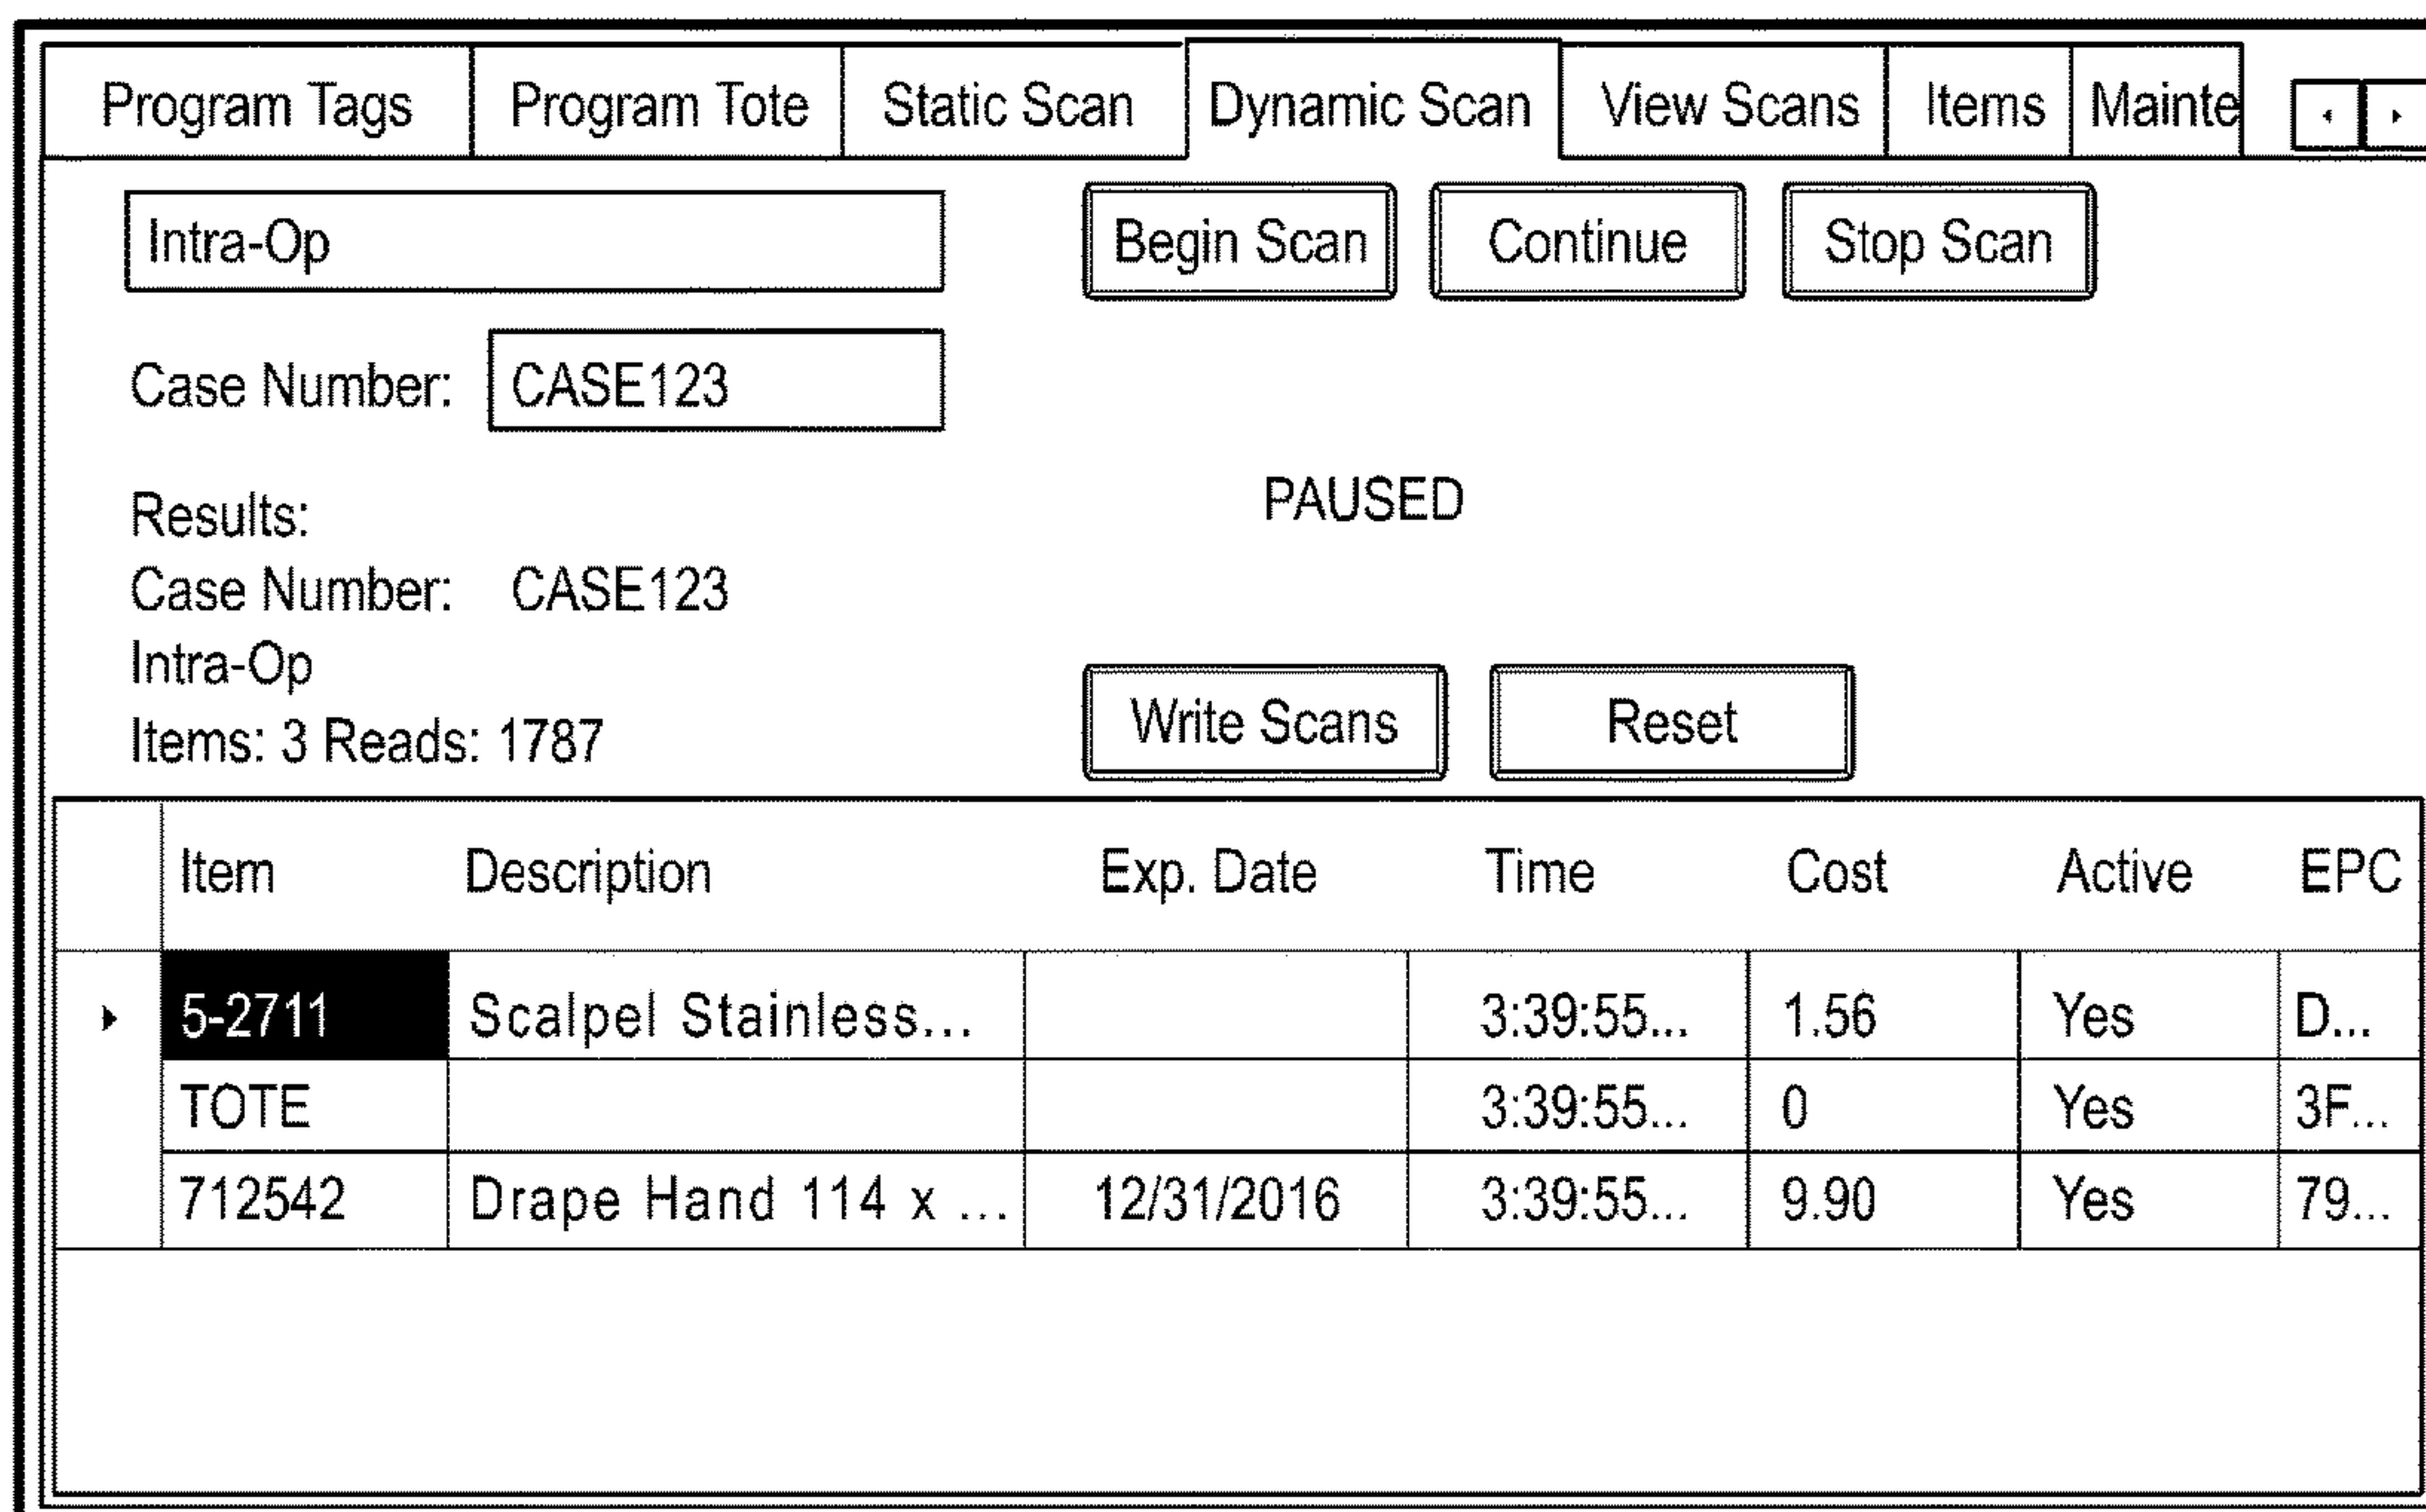 Program Tags Program Tote Static Scan Dynamic Scan View Scans Items Mainte
Intra-Op Begin Scan Continue Stop Scan
Case Number: CASE123
PAUSED
Results:
Case Number: CASE123
Intra-Op
Write Scans Reset
Items: 3 Reads: 1787
Item Description Exp. Date Time Cost Active EPC
5-2711 Scalpel Stainless... 3:39:55... 1.56 Yes D...
TOTE 3:39:55... 0 Yes 3F...
712542 Drape Hand 114 x ... 12/31/2016 3:39:55... 9.90 Yes 79...